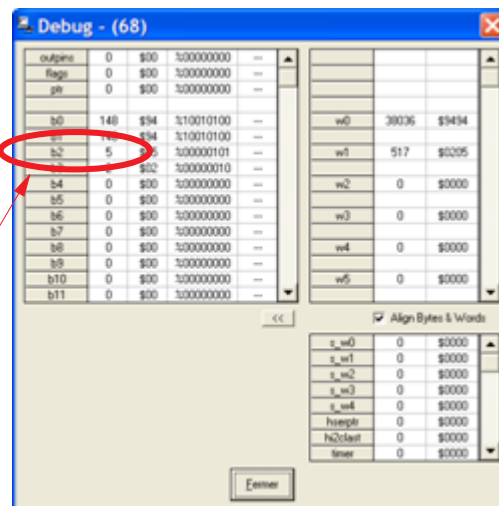 Debug - (68)
outpins 0 $00 %00000000 ---
flags 0 $00 %00000000 ---
ptr 0 $00 %00000000 ---
b0 148 $94 %10010100 --- w0 38036 $9494
b1 148 $94 %10010100 ---
b2 5 %00000101 --- w1 517 $0205
b3 2 $02 %00000010 ---
b4 0 $00 %00000000 --- w2 0 $0000
b5 0 $00 %00000000 ---
b6 0 $00 %00000000 --- w3 0 $0000
b7 0 $00 %00000000 ---
b8 0 $00 %00000000 --- w4 0 $0000
b9 0 $00 %00000000 ---
b10 0 $00 %00000000 --- w5 0 $0000
b11 0 $00 %00000000 ---
<< Align Bytes & Words
s_w0 0 $0000
s_w1 0 $0000
s_w2 0 $0000
s_w3 0 $0000
s_w4 0 $0000
hserptr 0 $0000
hi2clast 0 $0000
timer 0 $0000
Fermer